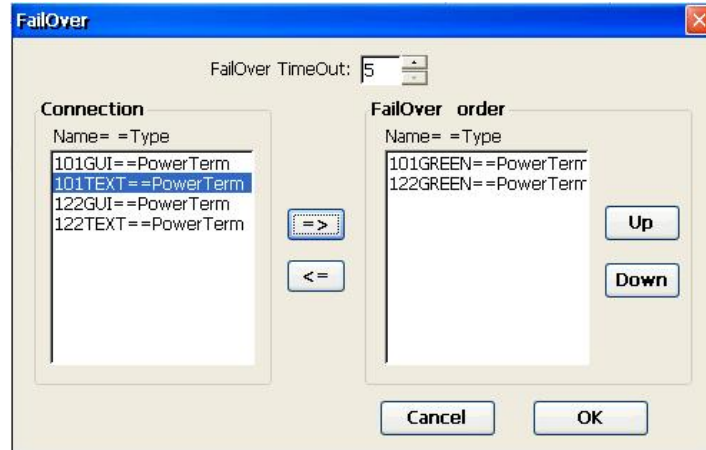 FailOver
FailOver TimeOut: 5
Connection
Name= =Type
101GUI==PowerTerm
101TEXT==PowerTerm
122GUI==PowerTerm
122TEXT==PowerTerm
=>
<=
FailOver order
Name= =Type
101GREEN==PowerTerm
122GREEN==PowerTerm
Up
Down
Cancel
OK